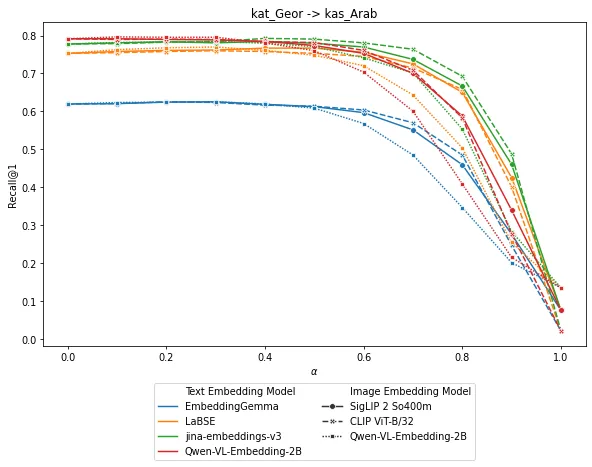 kat_Geor -> kas_Arab
0.8
0.7
0.6
0.5
0.4
0.3
0.2
0.1
0.0
Recall@1
0.0 0.2 0.4 0.6 0.8 1.0
α
Text Embedding Model Image Embedding Model
EmbeddingGemma SigLIP 2 So400m
LaBSE CLIP ViT-B/32
jina-embeddings-v3 Qwen-VL-Embedding-2B
Qwen-VL-Embedding-2B